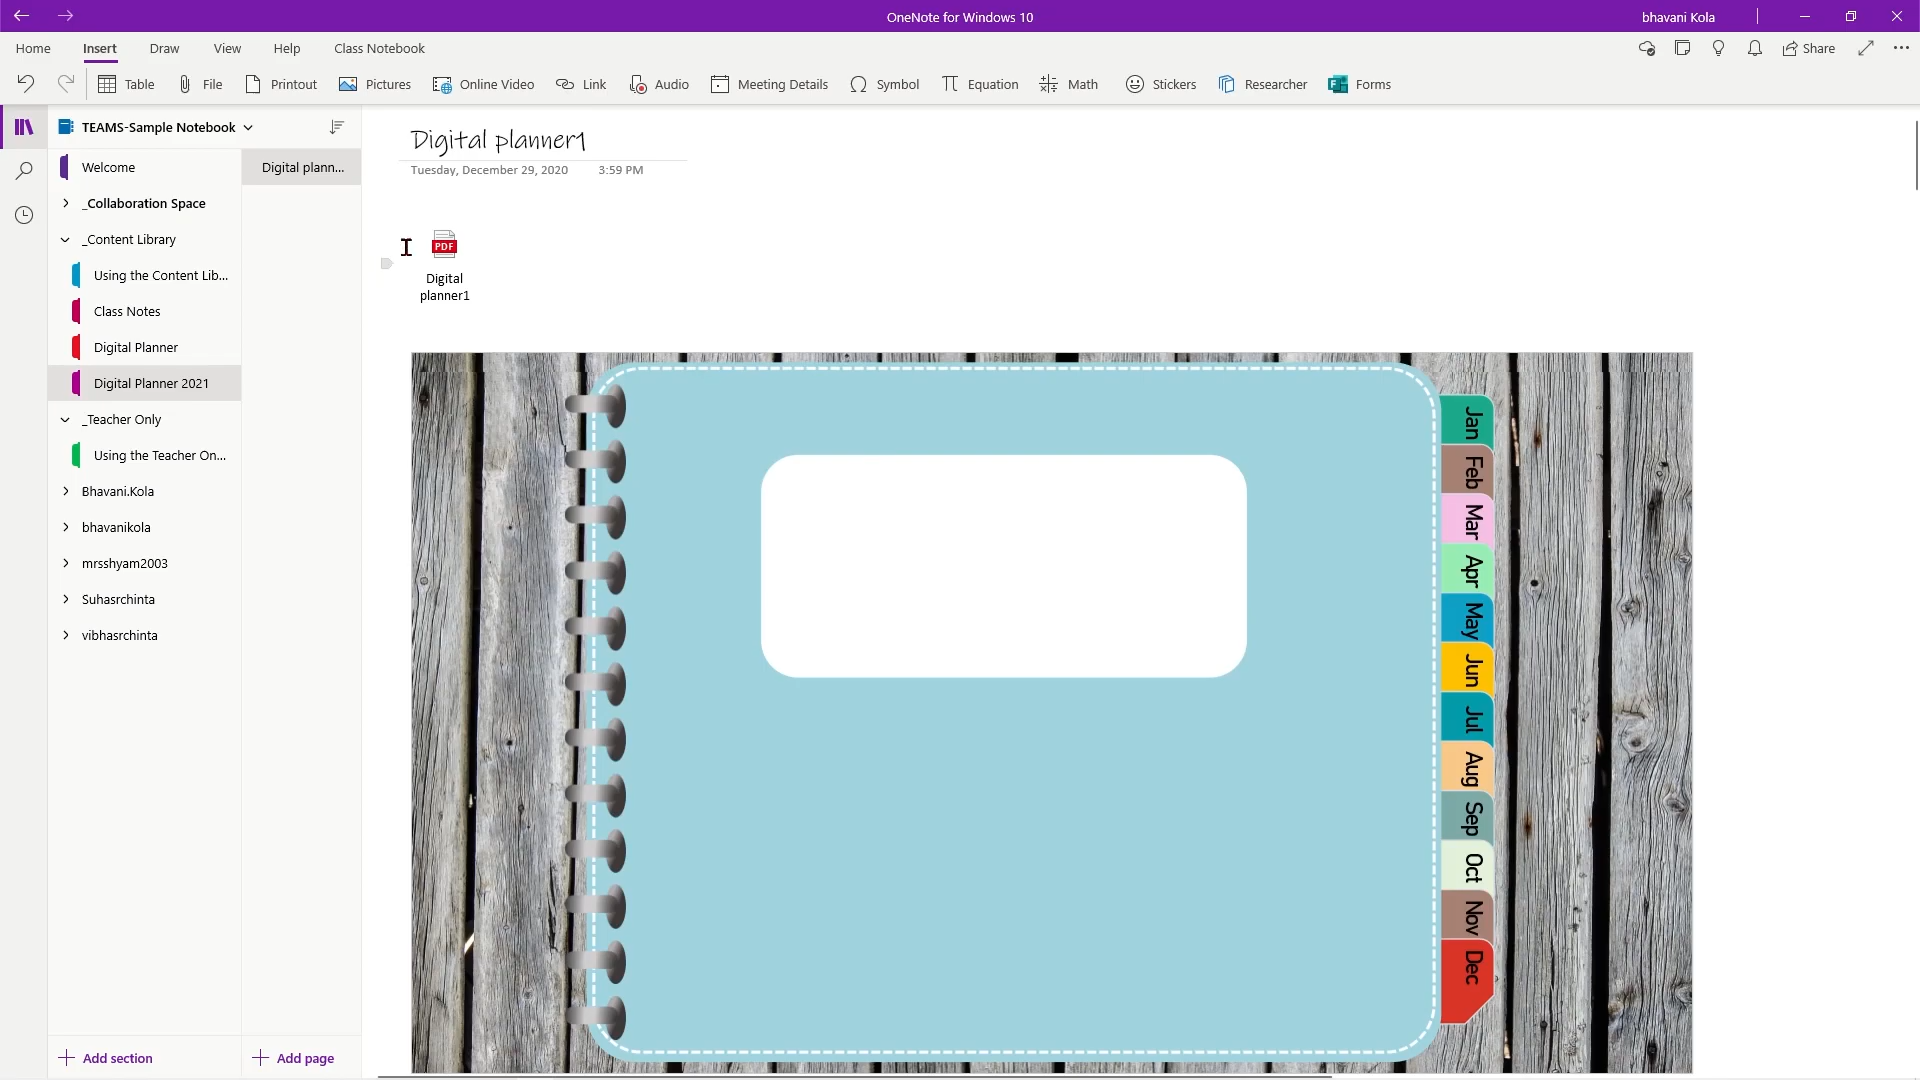 OneNote for Windows 10
bhavani Kola
Home Insert Draw View Help Class Notebook
Share
Table File Printout Pictures Online Video Link Audio Meeting Details Symbol Equation Math Stickers Researcher Forms
TEAMS-Sample Notebook
Welcome
_Collaboration Space
_Content Library
Using the Content Lib...
Class Notes
Digital Planner
Digital Planner 2021
_Teacher Only
Using the Teacher On...
Bhavani.Kola
bhavanikola
mrsshyam2003
Suhasrchinta
vibhasrchinta
Add section
Digital plann...
Add page
Digital planner1
Tuesday, December 29, 2020 3:59 PM
PDF
Digital
planner1
Jan
Feb
Mar
Apr
May
Jun
Jul
Aug
Sep
Oct
Nov
Dec